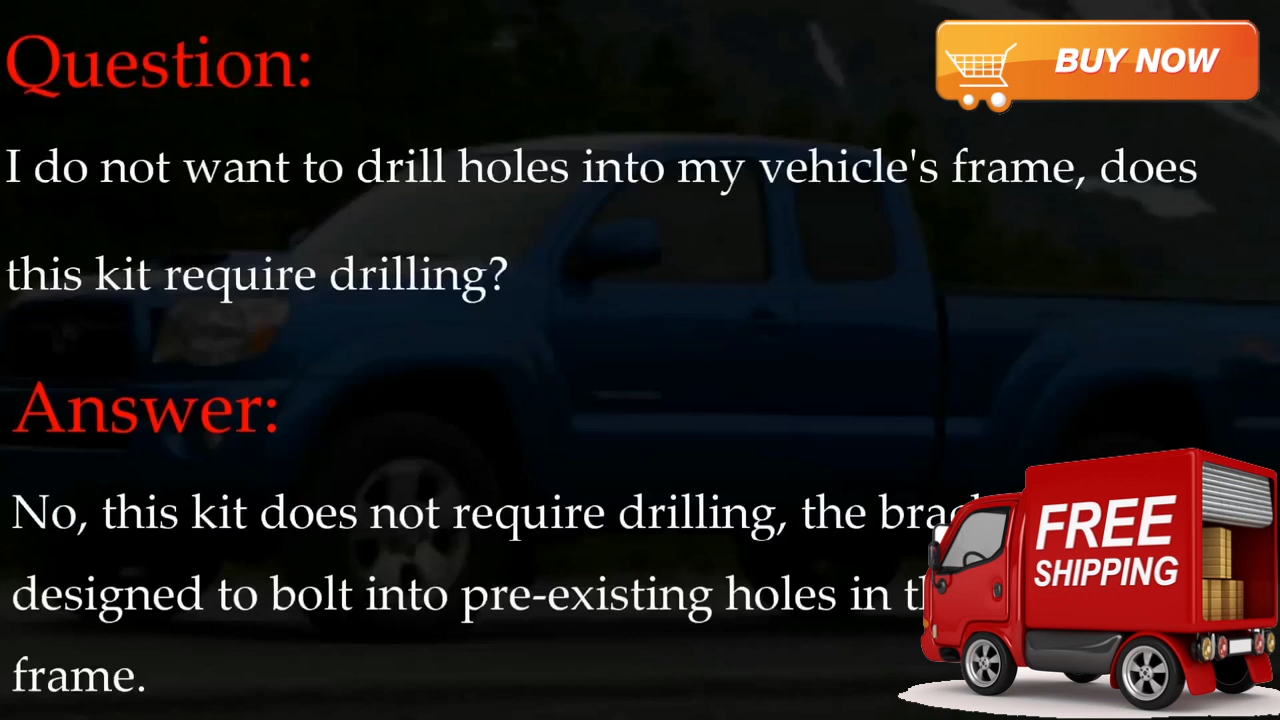 Question:
BUY NOW
I do not want to drill holes into my vehicle's frame, does
this kit require drilling?
Answer:
No, this kit does not require drilling, the
designed to bolt into pre-existing holes in
frame.
FREE
SHIPPING